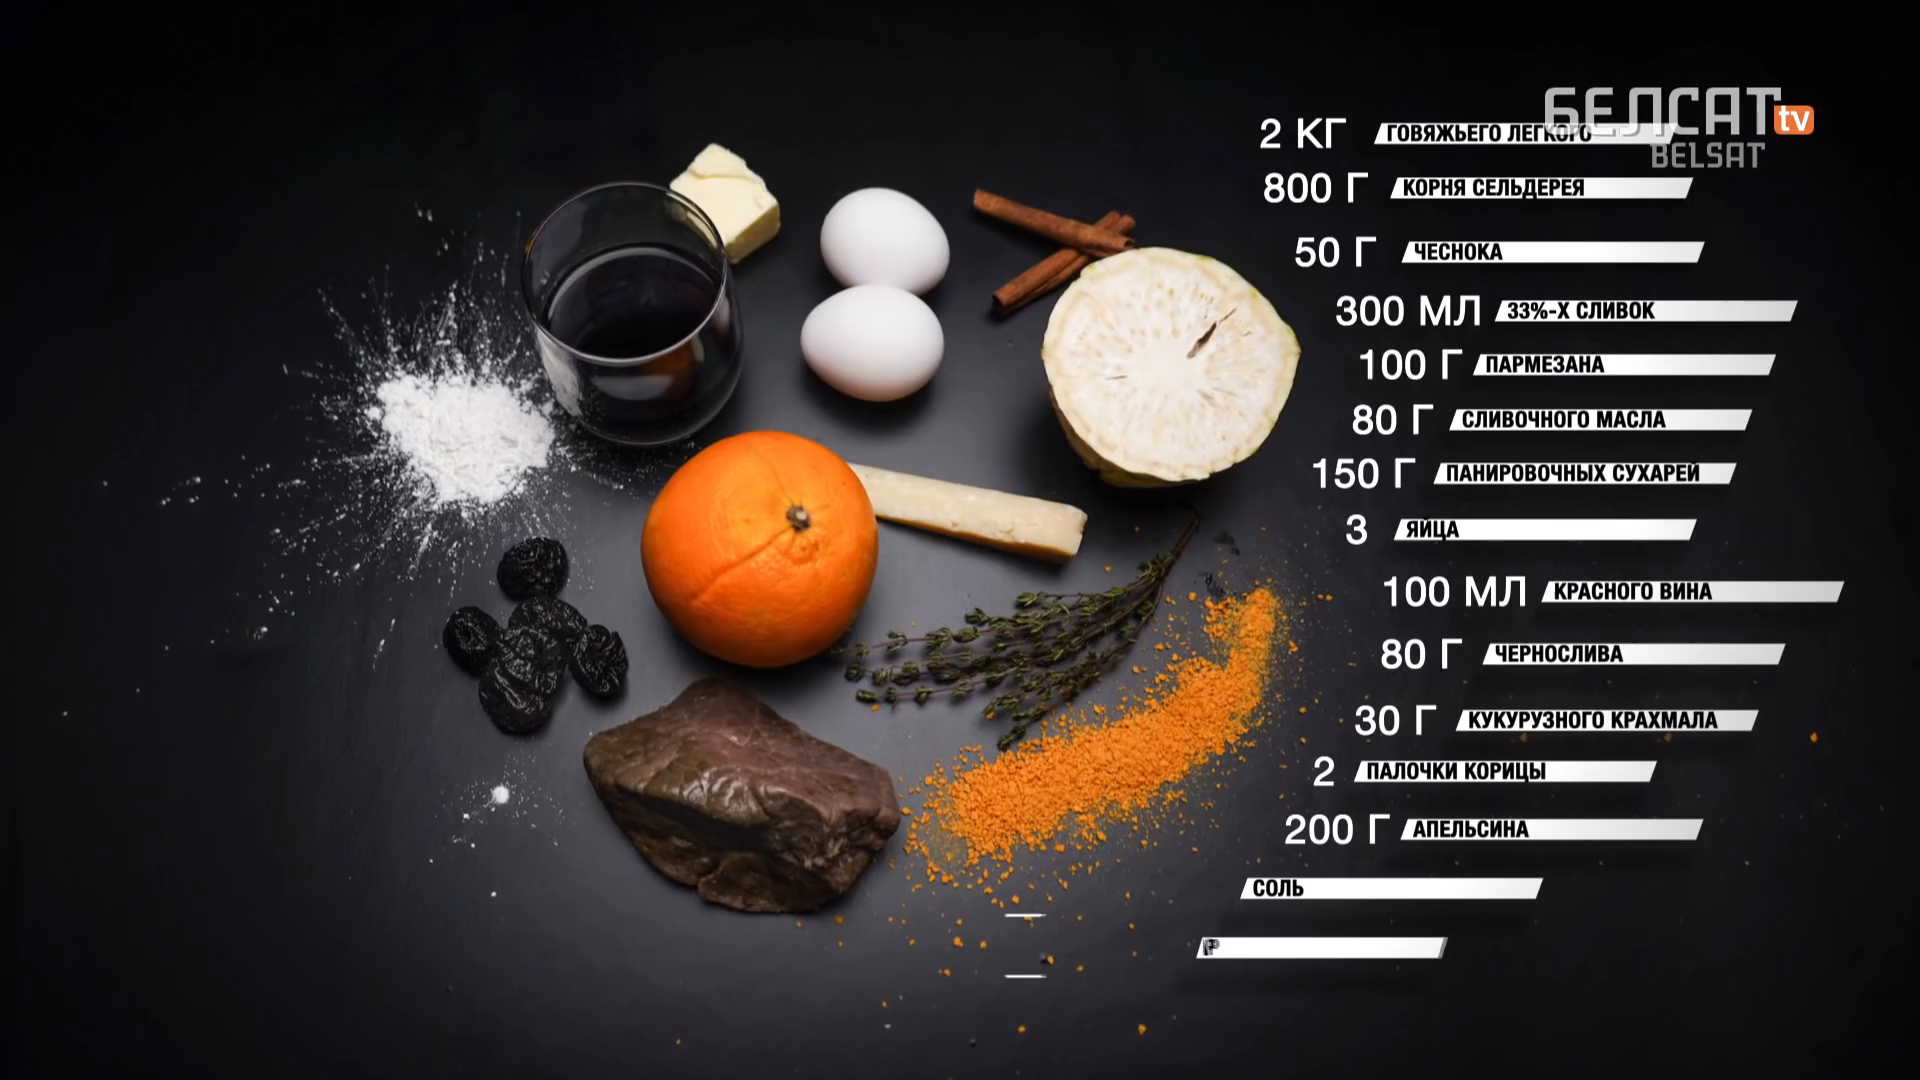 БЕЛСАТ tv
BELSAT
2 КГ ГОВЯЖЬЕГО ЛЕГКОГО
800 Г КОРНЯ СЕЛЬДЕРЕЯ
50 Г ЧЕСНОКА
300 МЛ 33%-Х СЛИВОК
100 Г ПАРМЕЗАНА
80 Г СЛИВОЧНОГО МАСЛА
150 Г ПАНИРОВОЧНЫХ СУХАРЕЙ
3 ЯЙЦА
100 МЛ КРАСНОГО ВИНА
80 Г ЧЕРНОСЛИВА
30 Г КУКУРУЗНОГО КРАХМАЛА
2 ПАЛОЧКИ КОРИЦЫ
200 Г АПЕЛЬСИНА
СОЛЬ